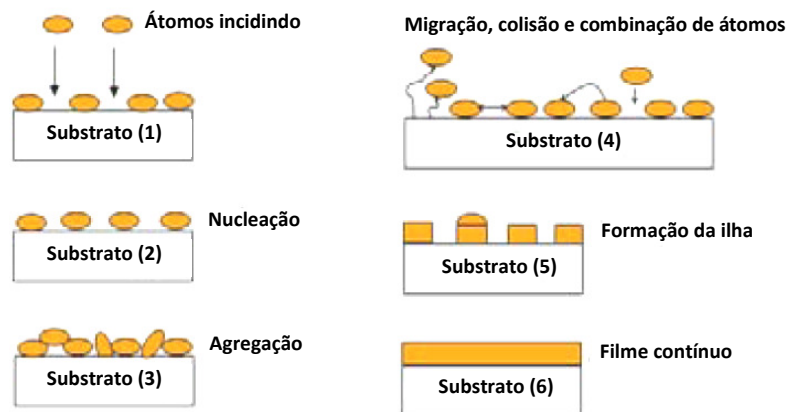 Átomos incidindo
Substrato (1)
Nucleação
Substrato (2)
Agregação
Substrato (3)
Migração, colisão e combinação de átomos
Substrato (4)
Formação da ilha
Substrato (5)
Filme contínuo
Substrato (6)